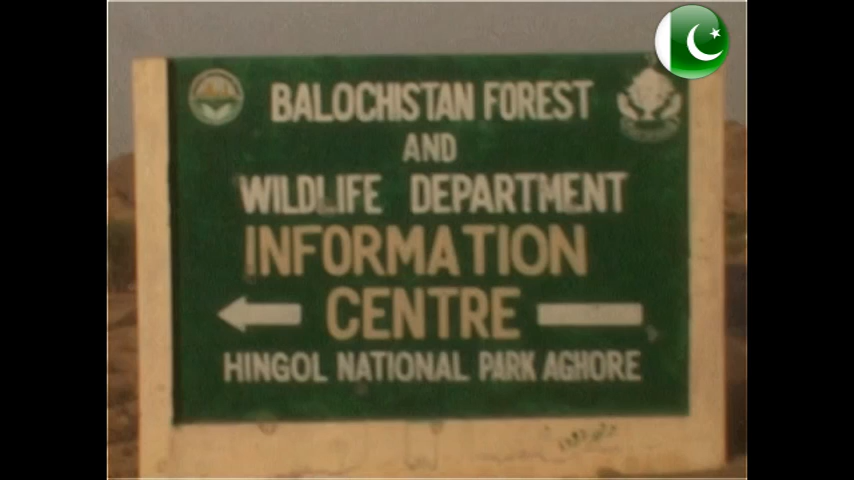 BALOCHISTAN FOREST
AND
WILDLIFE DEPARTMENT
INFORMATION
CENTRE
HINGOL NATIONAL PARK AGHORE